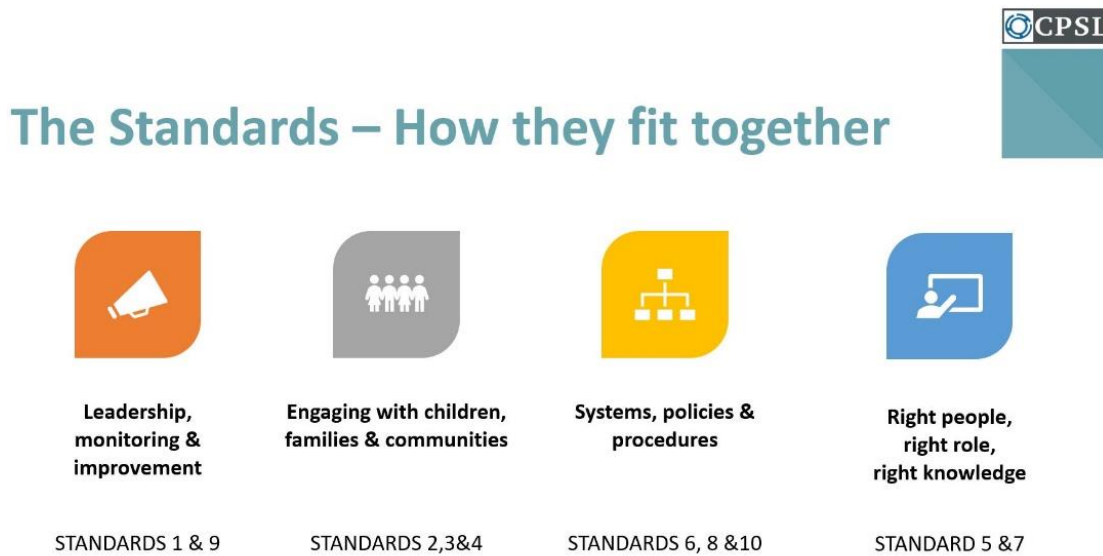 CPSL
The Standards – How they fit together
Leadership,
monitoring &
improvement
STANDARDS 1 & 9
Engaging with children,
families & communities
STANDARDS 2,3&4
Systems, policies &
procedures
STANDARDS 6, 8 &10
Right people,
right role,
right knowledge
STANDARD 5 &7